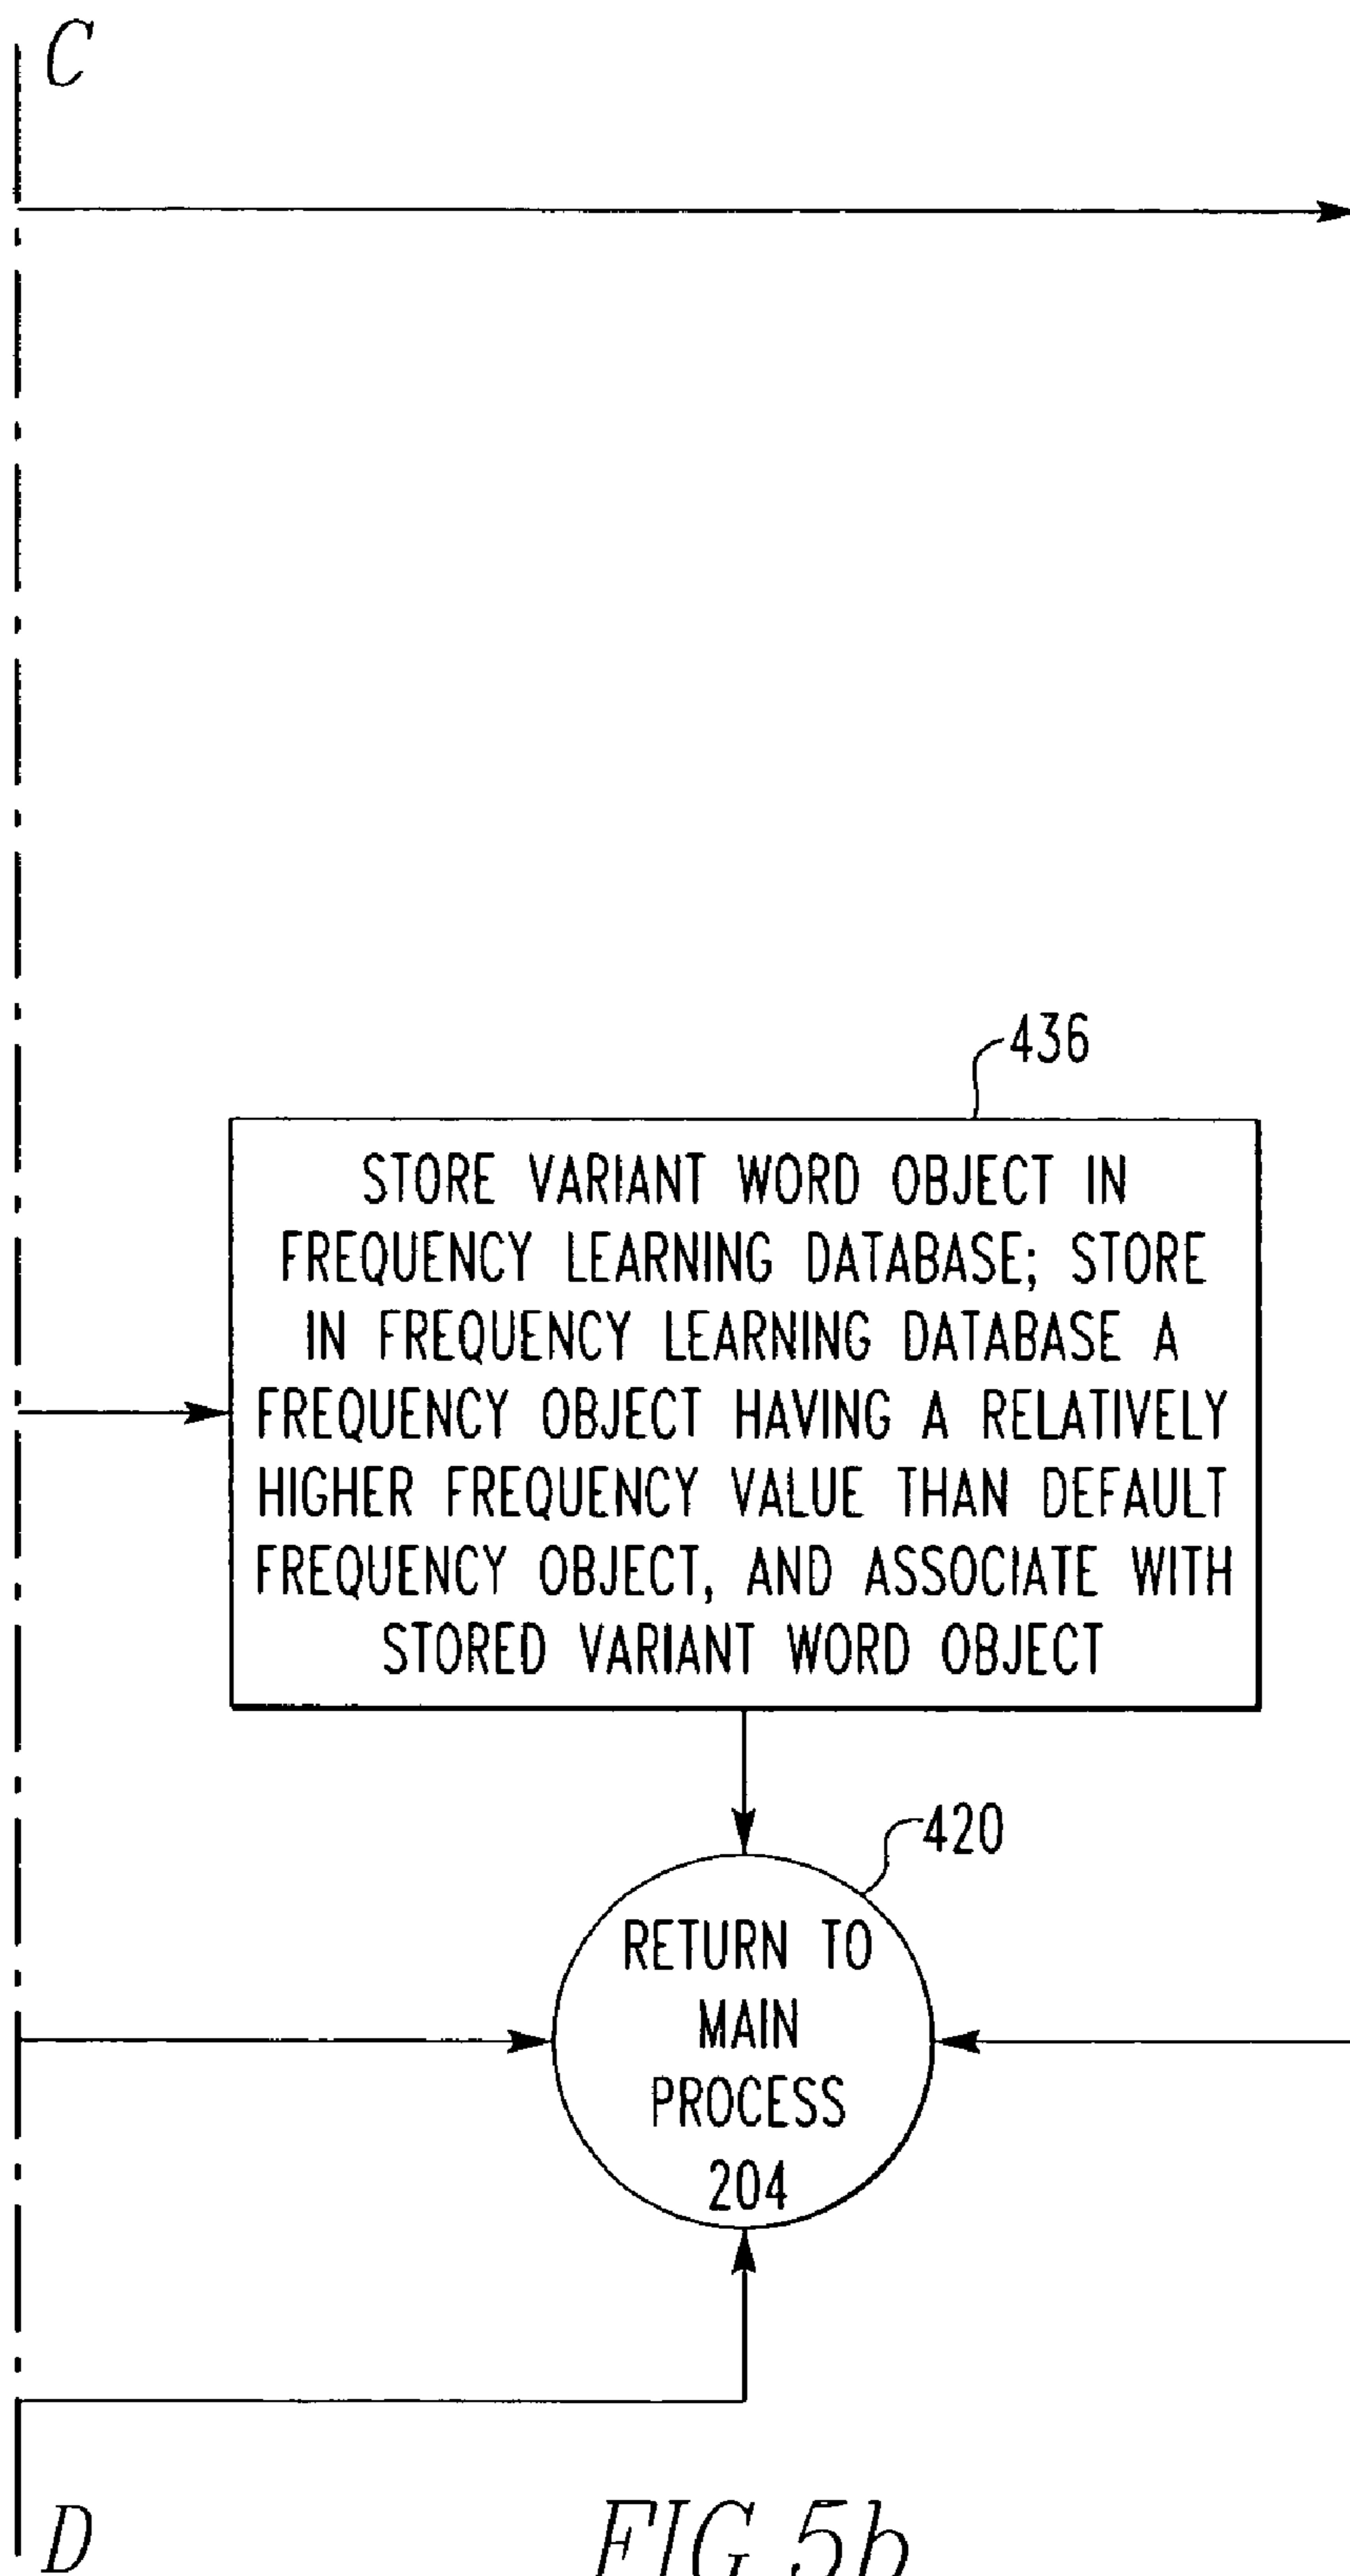 C
436
STORE VARIANT WORD OBJECT IN
FREQUENCY LEARNING DATABASE; STORE
IN FREQUENCY LEARNING DATABASE A
FREQUENCY OBJECT HAVING A RELATIVELY
HIGHER FREQUENCY VALUE THAN DEFAULT
FREQUENCY OBJECT, AND ASSOCIATE WITH
STORED VARIANT WORD OBJECT
420
RETURN TO
MAIN
PROCESS
204
D
FIG.5b